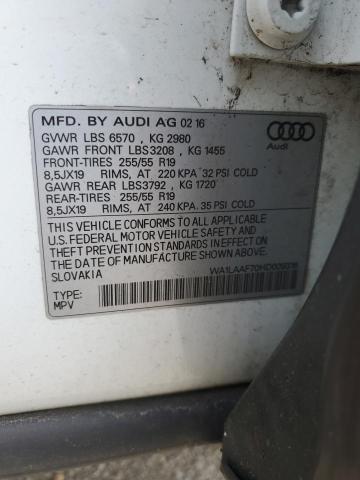 MFD. BY AUDI AG 02 16
GVWR LBS 6570 , KG 2980
GAWR FRONT LBS3208 , KG 1455
FRONT-TIRES 255/55 R19
8,5JX19 RIMS, AT 220 KPA 32 PSI COLD
GAWR REAR LBS3792 , KG 1720
REAR-TIRES 255/55 R19
8,5JX19 RIMS, AT 240 KPA. 35 PSI COLD
THIS VEHICLE CONFORMS TO ALL APPLICABLE
U.S. FEDERAL MOTOR VEHICLE SAFETY AND
THEFT PREVENTION STANDARDS IN EFFECT ON
THE DATE OF MANUFACTURE SHOWN ABOVE.
SLOVAKIA
TYPE:
MPV
Audi